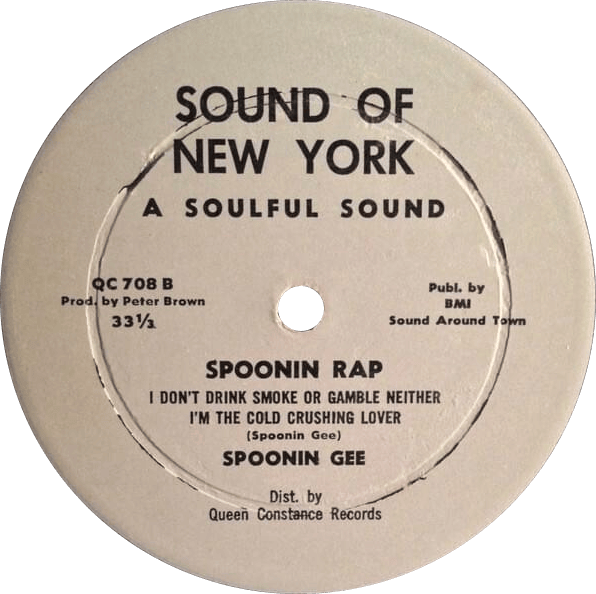 SOUND OF
NEW YORK
A SOULFUL SOUND
QC 708 B
Prod. by Peter Brown
33⅓
Publ. by
BMI
Sound Around Town
SPOONIN RAP
I DON'T DRINK SMOKE OR GAMBLE NEITHER
I'M THE COLD CRUSHING LOVER
(Spoonin Gee)
SPOONIN GEE
Dist. by
Queen Constance Records